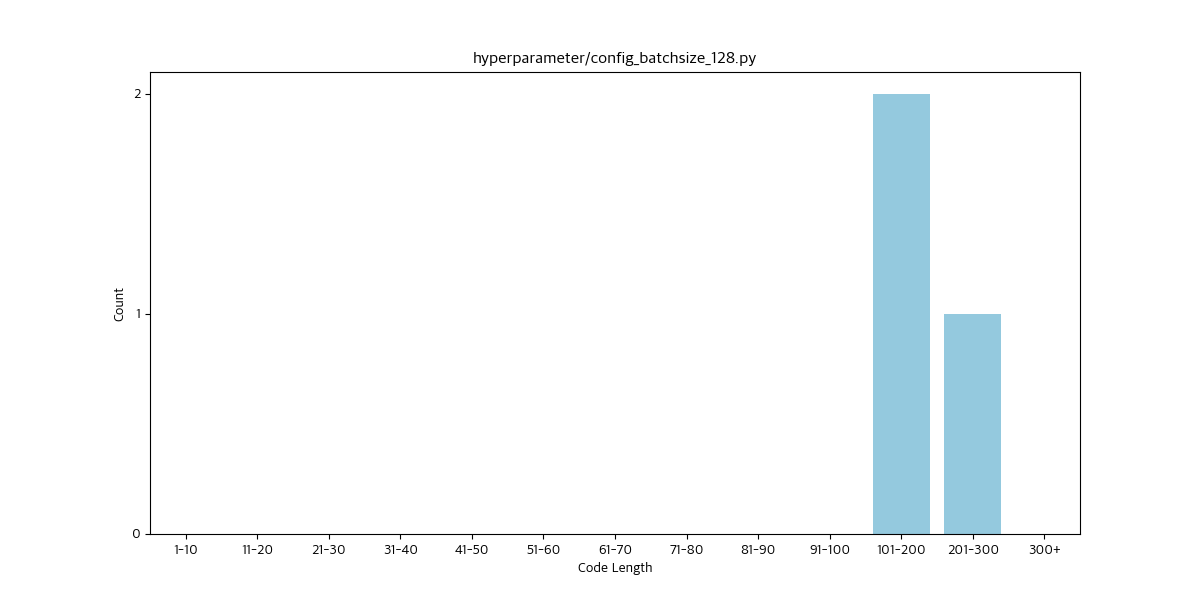 hyperparameter/config_batchsize_128.py
2
1
0
Count
1-10 11-20 21-30 31-40 41-50 51-60 61-70 71-80 81-90 91-100 101-200 201-300 300+
Code Length